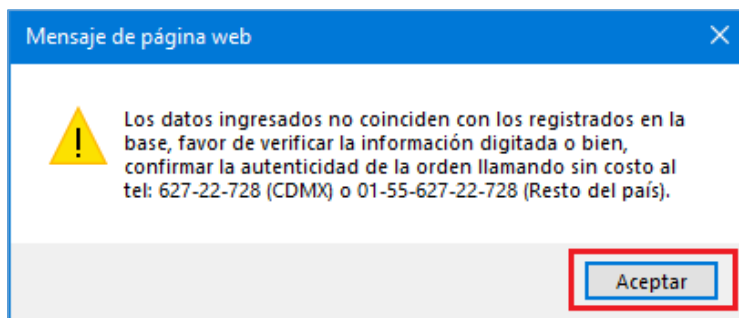 Mensaje de página web
Los datos ingresados no coinciden con los registrados en la
base, favor de verificar la información digitada o bien,
confirmar la autenticidad de la orden llamando sin costo al
tel: 627-22-728 (CDMX) o 01-55-627-22-728 (Resto del país).
Aceptar